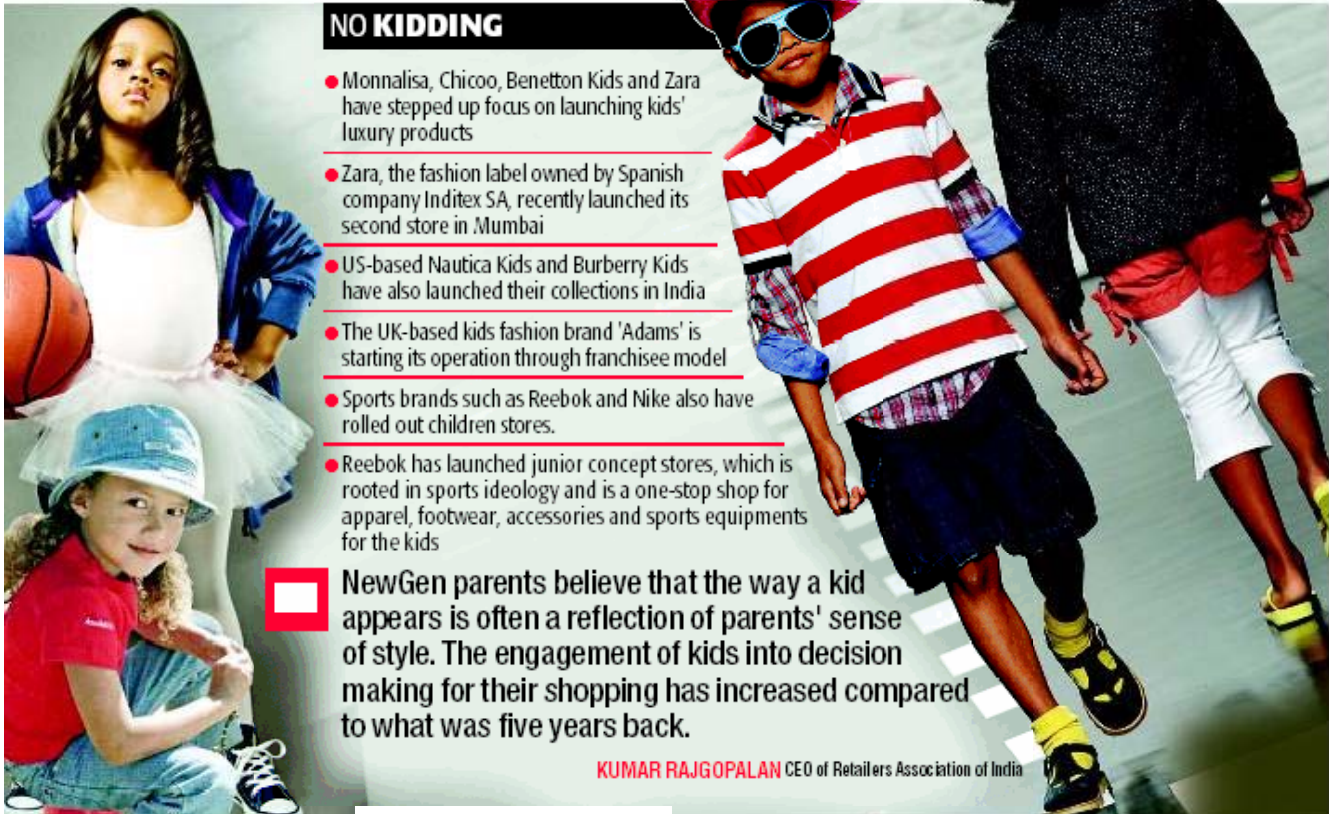 NO KIDDING
● Monnalisa, Chicoo, Benetton Kids and Zara
have stepped up focus on launching kids'
luxury products
● Zara, the fashion label owned by Spanish
company Inditex SA, recently launched its
second store in Mumbai
● US-based Nautica Kids and Burberry Kids
have also launched their collections in India
● The UK-based kids fashion brand 'Adams' is
starting its operation through franchisee model
● Sports brands such as Reebok and Nike also have
rolled out children stores.
● Reebok has launched junior concept stores, which is
rooted in sports ideology and is a one-stop shop for
apparel, footwear, accessories and sports equipments
for the kids
NewGen parents believe that the way a kid
appears is often a reflection of parents' sense
of style. The engagement of kids into decision
making for their shopping has increased compared
to what was five years back.
KUMAR RAJGOPALAN CEO of Retailers Association of India